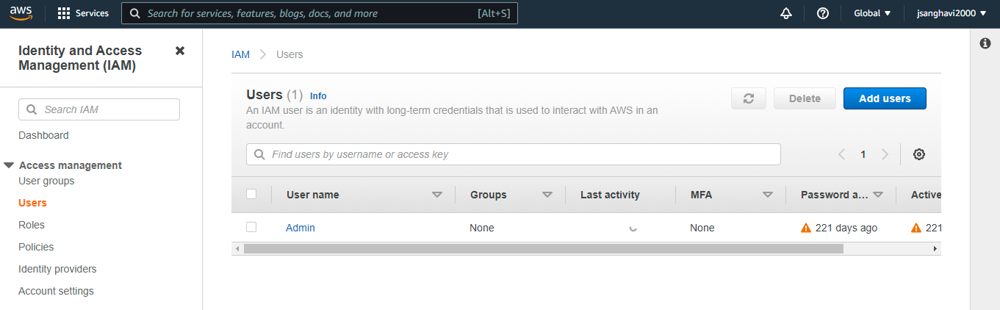 aws
Services
Search for services, features, blogs, docs, and more
[Alt+S]
Global
jsanghavi2000
Identity and Access
Management (IAM)
Search IAM
Dashboard
Access management
User groups
Users
Roles
Policies
Identity providers
Account settings
IAM
Users
Users (1) Info
An IAM user is an identity with long-term credentials that is used to interact with AWS in an
account.
Delete
Add users
Find users by username or access key
1
User name Groups Last activity MFA Password a... Active
Admin None None 221 days ago 221